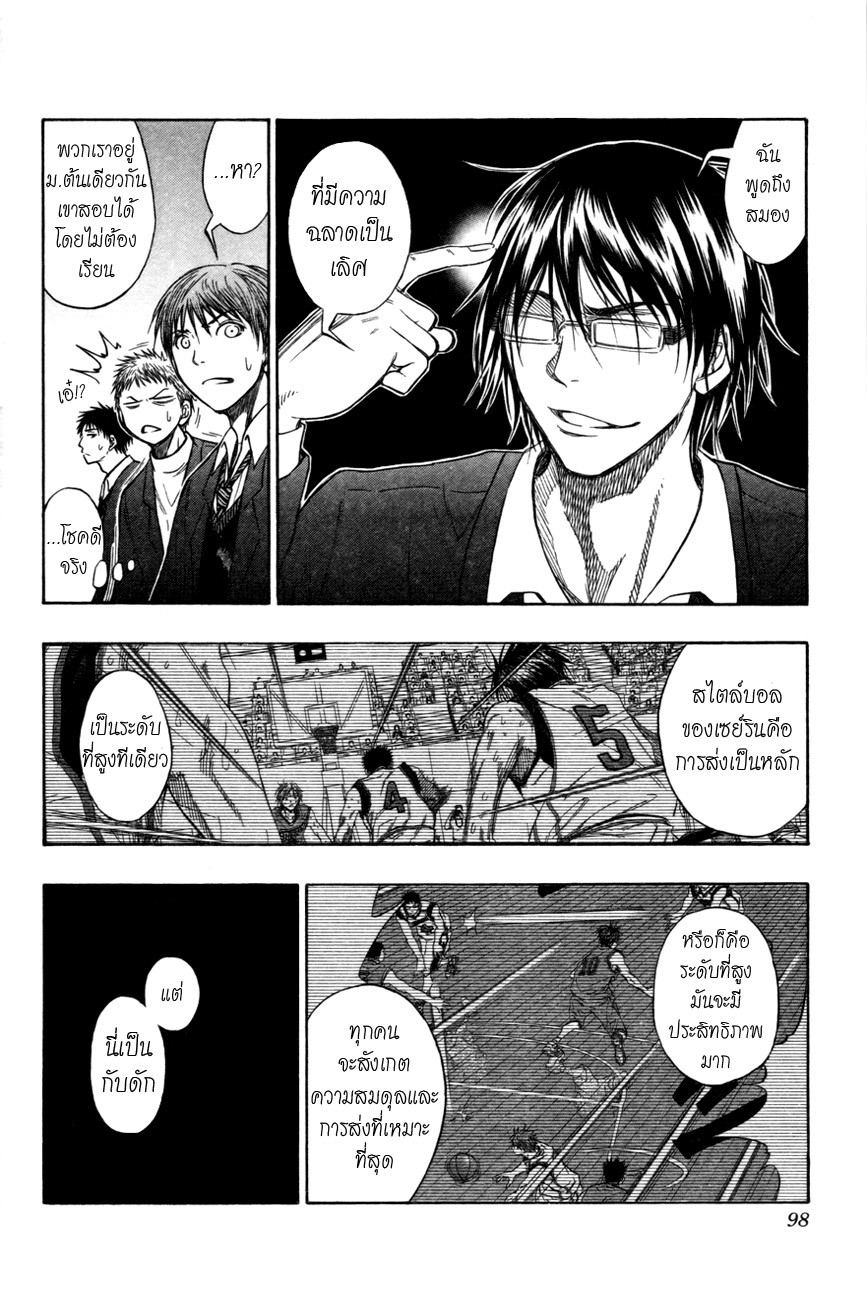 ฉัน
พูดถึง
สมอง
ที่มีความ
ฉลาดเป็น
เลิศ
...หา?
พวกเราอยู่
ม.ต้นเดียวกัน
เขาสอบได้
โดยไม่ต้อง
เรียน
เอ๋!?
...โชคดี
จริง
สไตล์บอล
ของเซย์รินคือ
การส่งเป็นหลัก
5
4
เป็นระดับ
ที่สูงทีเดียว
หรือก็คือ
ระดับที่สูง
มันจะมี
ประสิทธิภาพ
มาก
10
ทุกคน
จะสังเกต
ความสมดุลและ
การส่งที่เหมาะ
ที่สุด
แต่
นี่เป็น
กับดัก
98